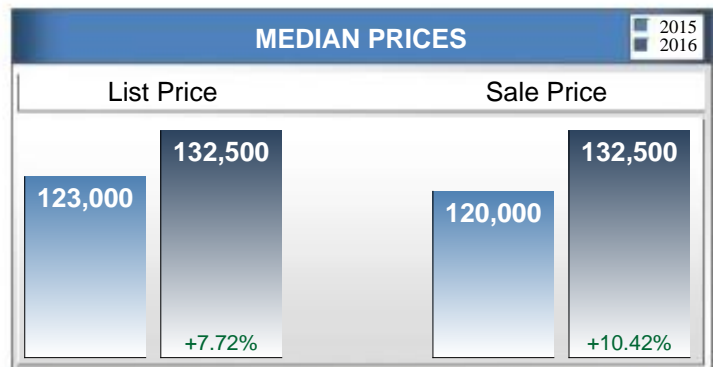 MEDIAN PRICES
2015
2016
List Price
Sale Price
123,000
132,500
+7.72%
120,000
132,500
+10.42%